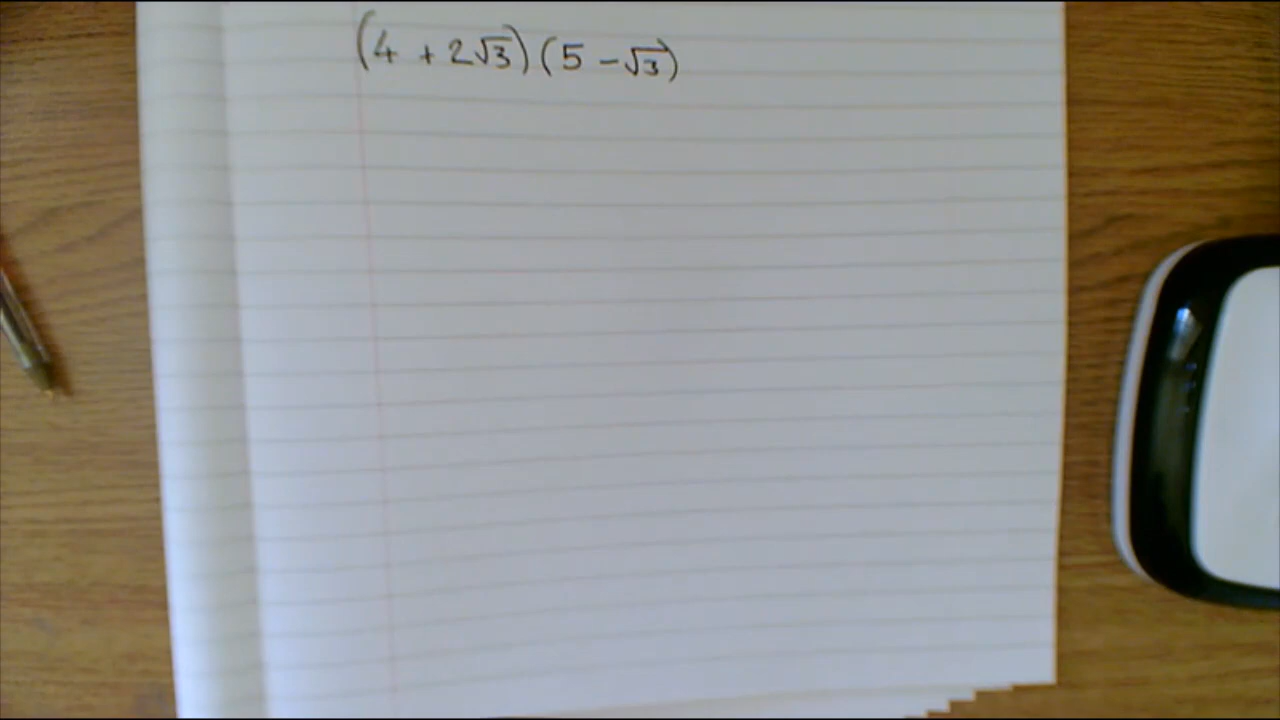 (4 + 2√3)(5 - √3)